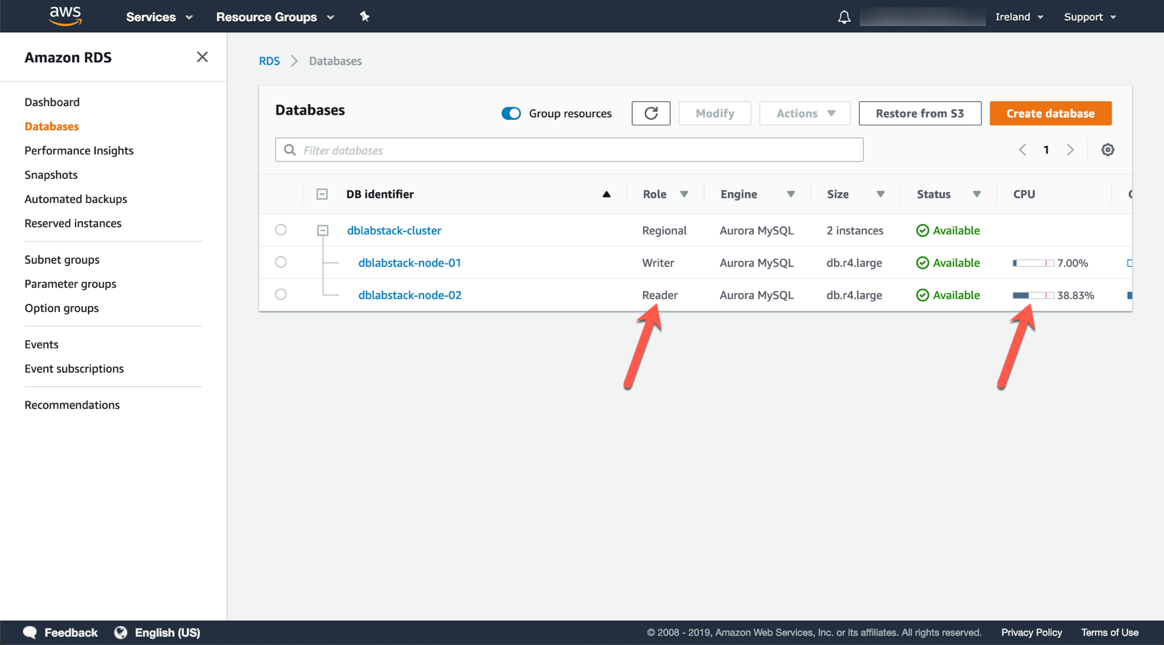 aws Services Resource Groups Ireland Support
Amazon RDS
Dashboard
Databases
Performance Insights
Snapshots
Automated backups
Reserved instances
Subnet groups
Parameter groups
Option groups
Events
Event subscriptions
Recommendations
RDS > Databases
Databases Group resources Modify Actions Restore from S3 Create database
Filter databases 1
DB identifier Role Engine Size Status CPU
dblabstack-cluster Regional Aurora MySQL 2 instances Available
dblabstack-node-01 Writer Aurora MySQL db.r4.large Available 7.00%
dblabstack-node-02 Reader Aurora MySQL db.r4.large Available 38.83%
Feedback English (US) © 2008 - 2019, Amazon Web Services, Inc. or its affiliates. All rights reserved. Privacy Policy Terms of Use